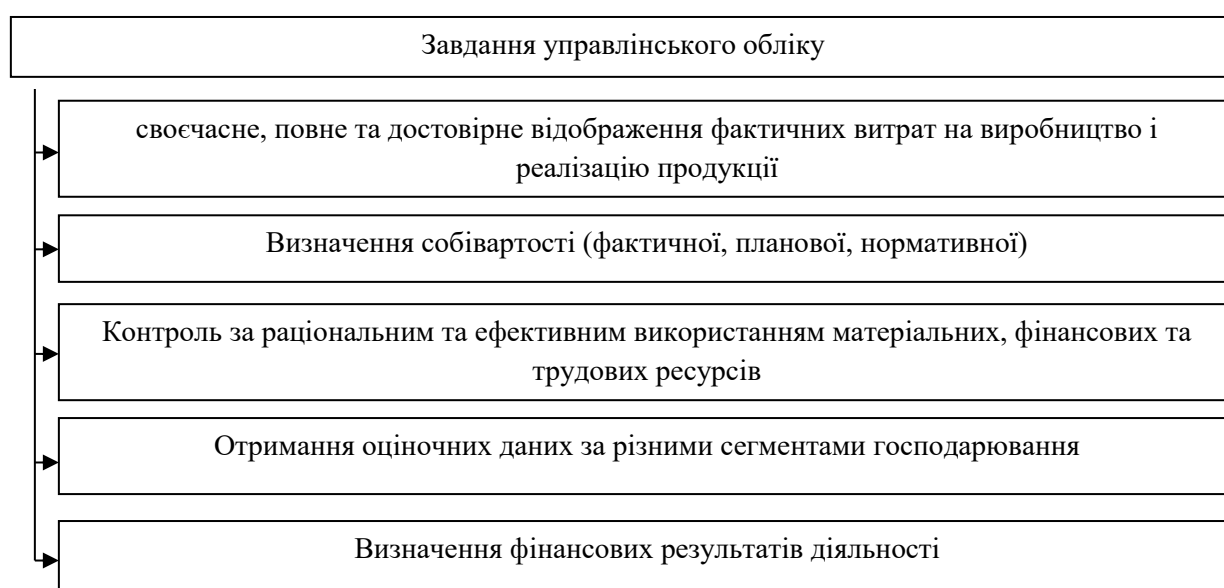 Завдання управлінського обліку
своєчасне, повне та достовірне відображення фактичних витрат на виробництво і
реалізацію продукції
Визначення собівартості (фактичної, планової, нормативної)
Контроль за раціональним та ефективним використанням матеріальних, фінансових та
трудових ресурсів
Отримання оціночних даних за різними сегментами господарювання
Визначення фінансових результатів діяльності